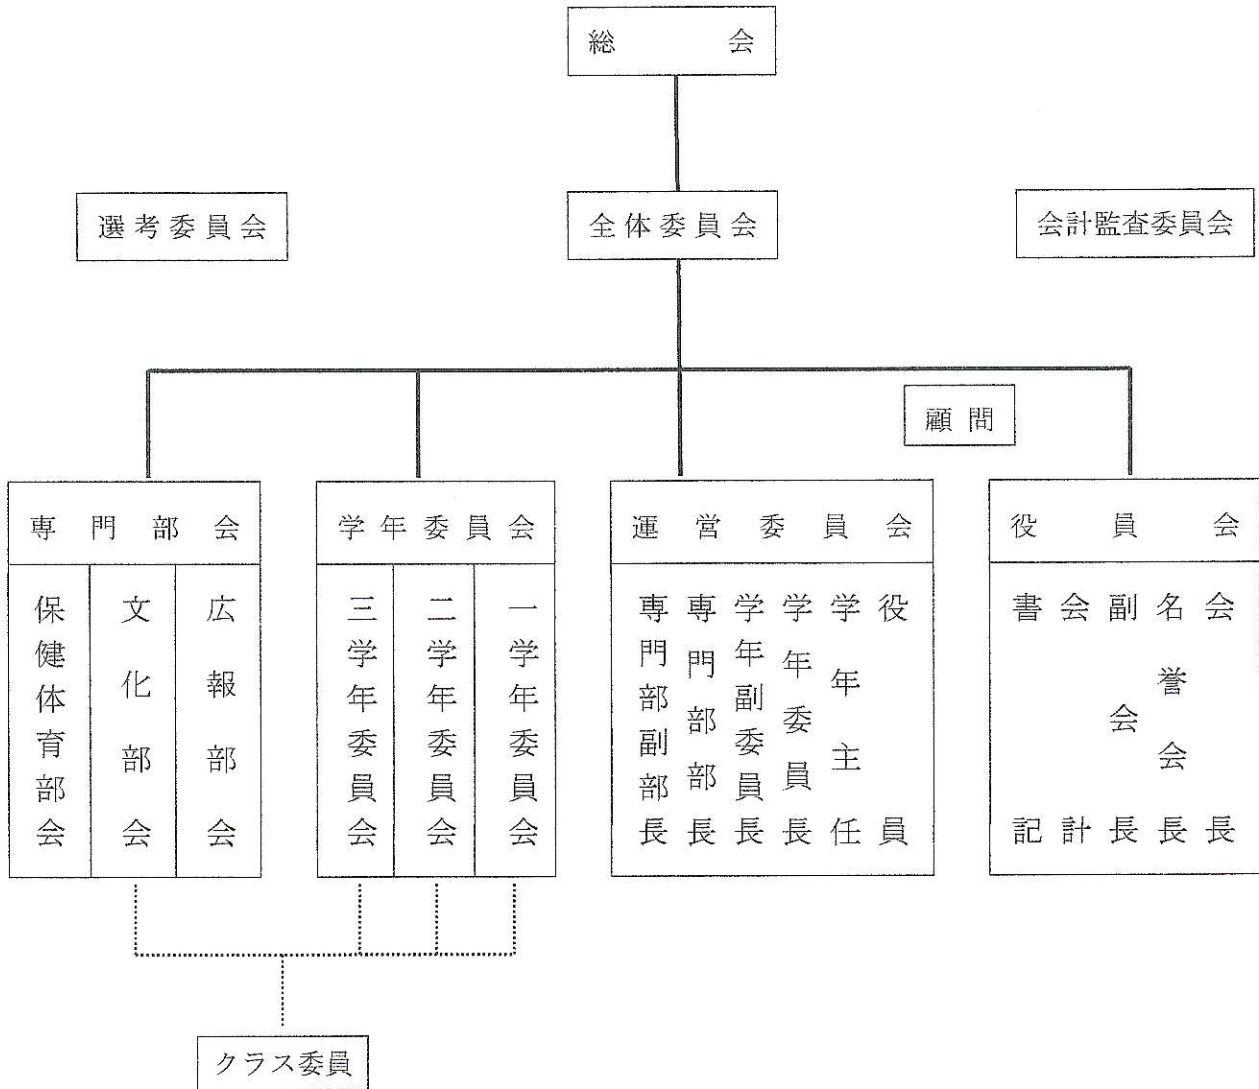 総会
選考委員会
全体委員会
会計監査委員会
顧問
専門部会
保健体育部会
文化部会
広報部会
学年委員会
三学年委員会
二学年委員会
一学年委員会
運営委員会
専門部副部長
専門部部長
学年副委員長
学年委員長
学年主任
役員
役員会
書記
会計
副会長
名誉会長
会長
クラス委員